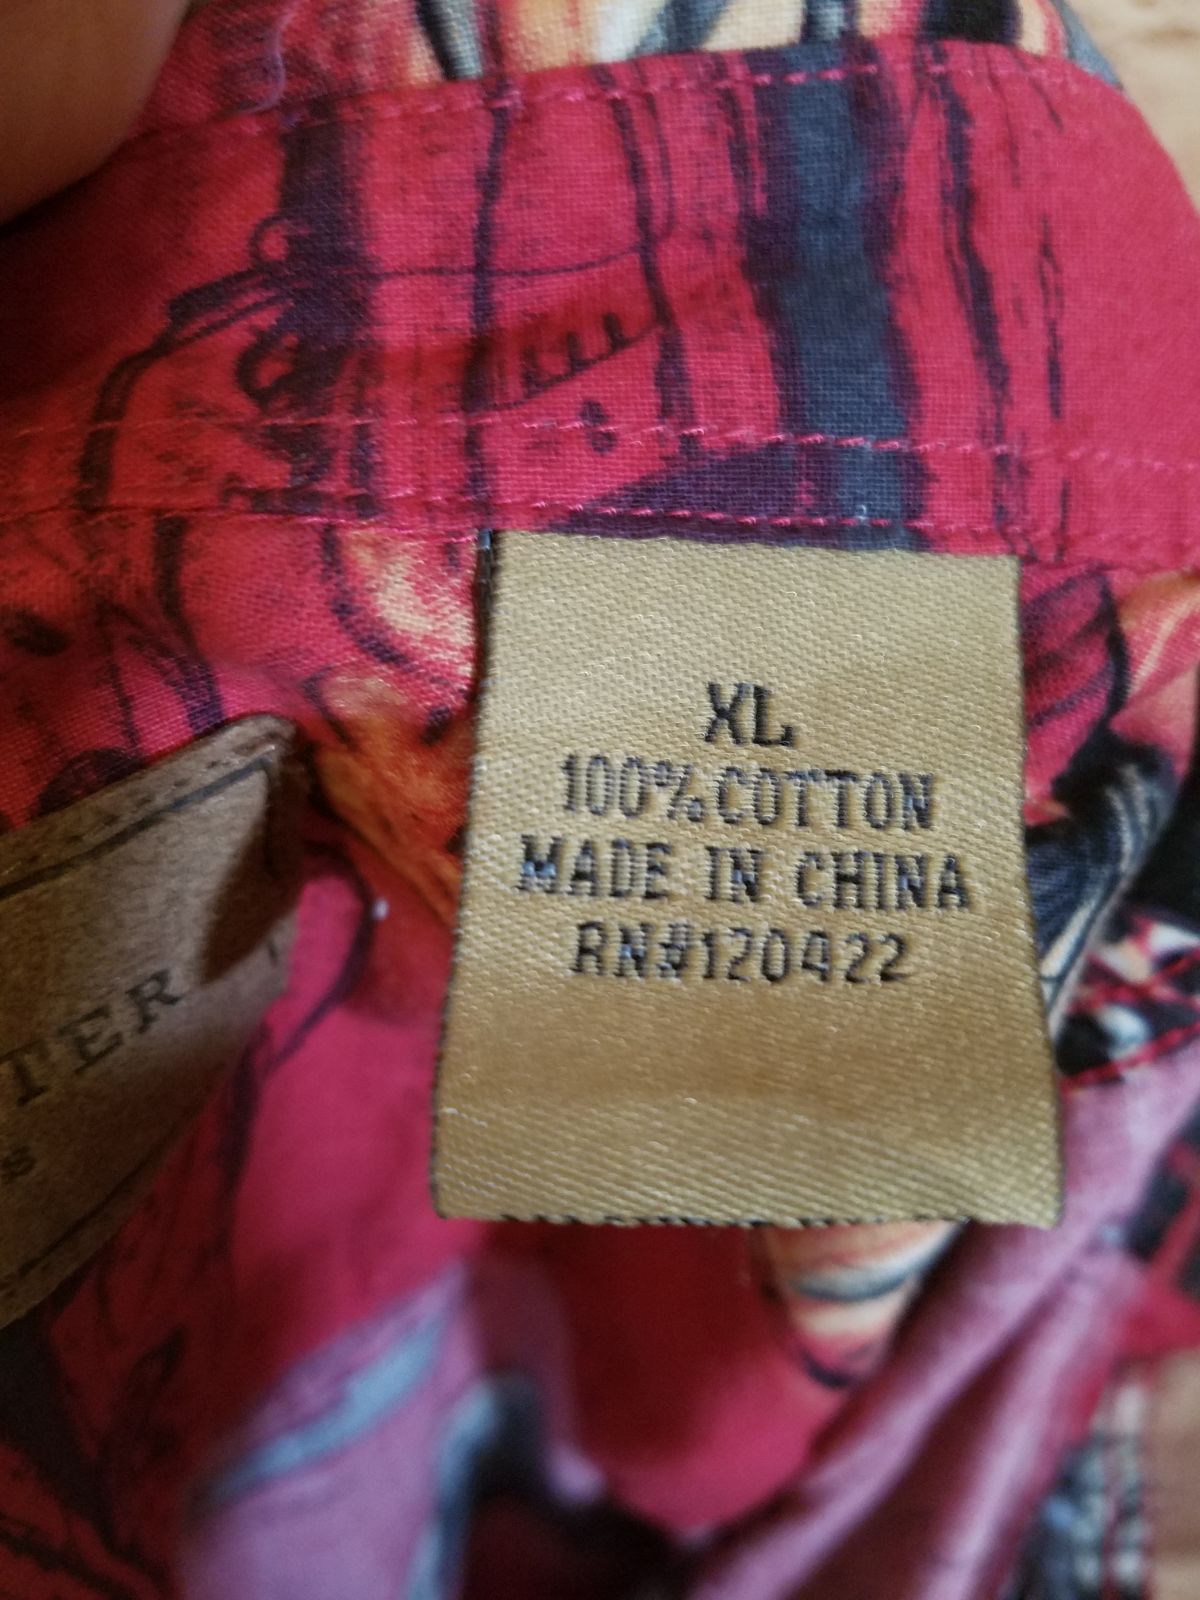 XL
100% COTTON
MADE IN CHINA
RN#120422
TER
s